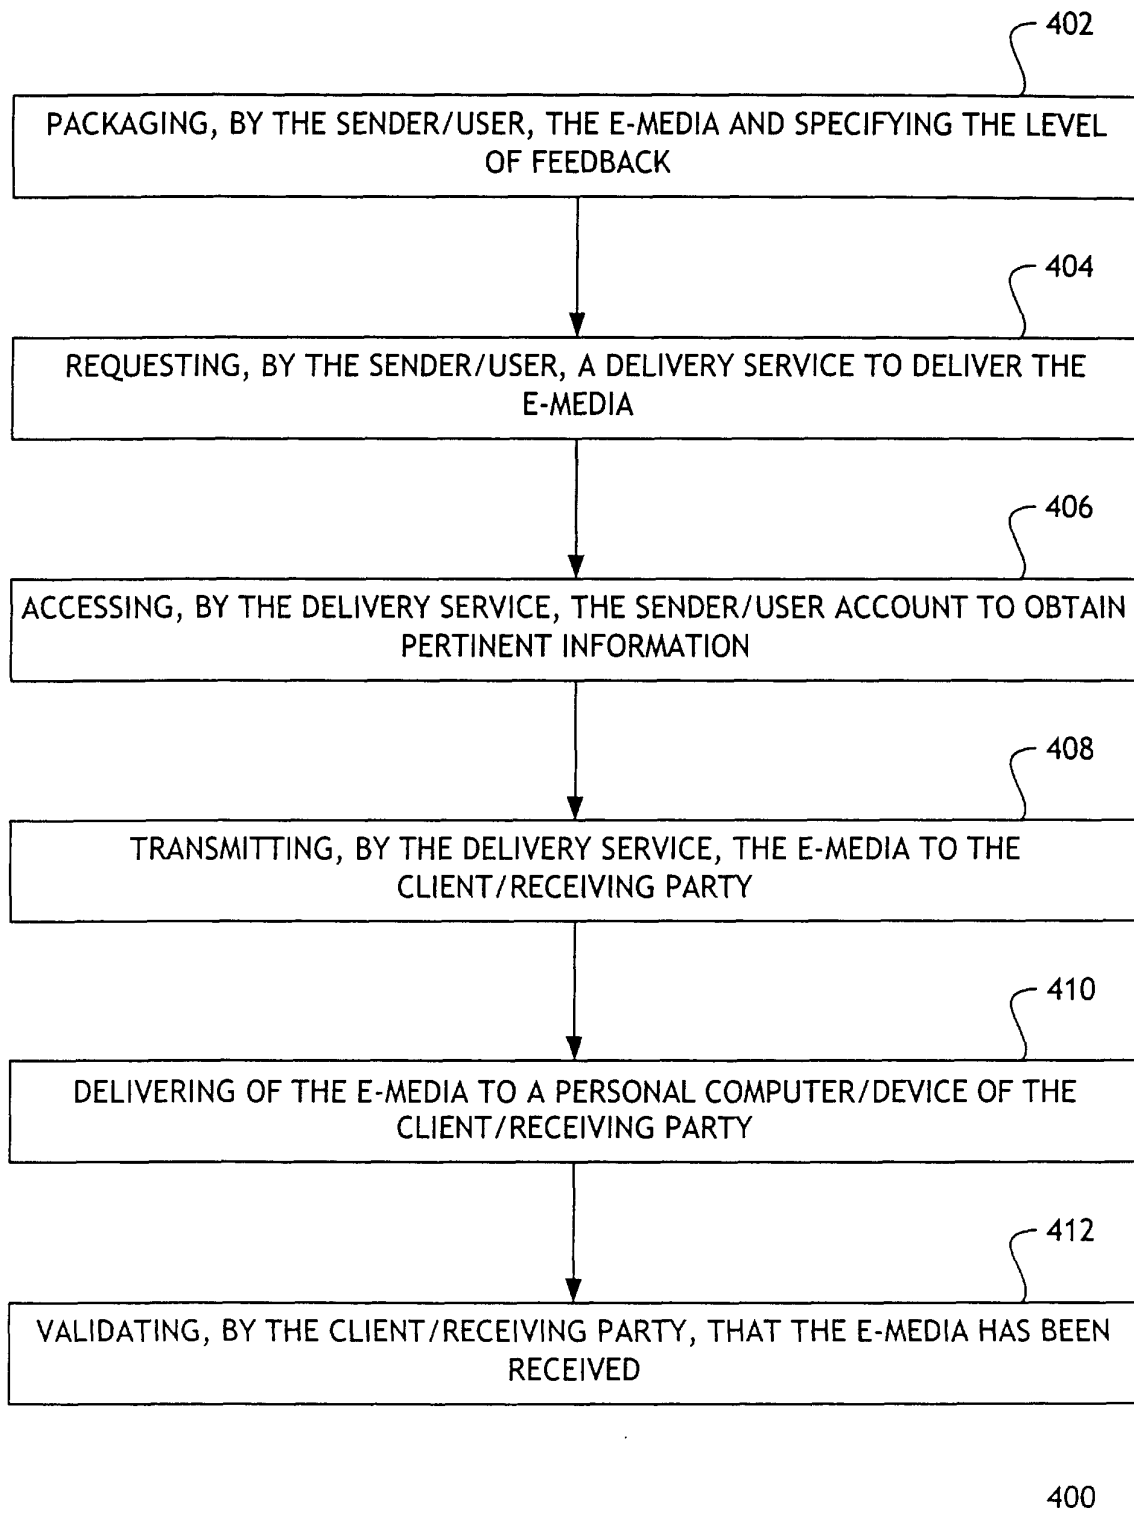 402
PACKAGING, BY THE SENDER/USER, THE E-MEDIA AND SPECIFYING THE LEVEL
OF FEEDBACK
404
REQUESTING, BY THE SENDER/USER, A DELIVERY SERVICE TO DELIVER THE
E-MEDIA
406
ACCESSING, BY THE DELIVERY SERVICE, THE SENDER/USER ACCOUNT TO OBTAIN
PERTINENT INFORMATION
408
TRANSMITTING, BY THE DELIVERY SERVICE, THE E-MEDIA TO THE
CLIENT/RECEIVING PARTY
410
DELIVERING OF THE E-MEDIA TO A PERSONAL COMPUTER/DEVICE OF THE
CLIENT/RECEIVING PARTY
412
VALIDATING, BY THE CLIENT/RECEIVING PARTY, THAT THE E-MEDIA HAS BEEN
RECEIVED
400